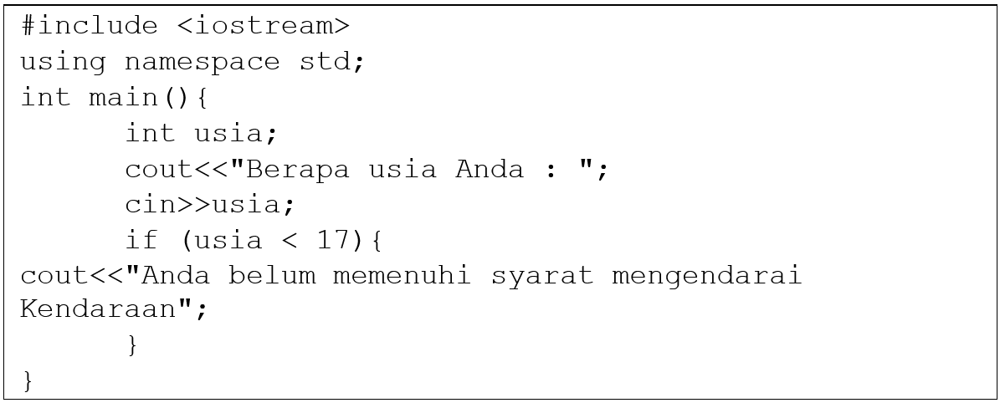 #include <iostream>
using namespace std;
int main(){
int usia;
cout<<"Berapa usia Anda : ";
cin>>usia;
if (usia < 17){
cout<<"Anda belum memenuhi syarat mengendarai
Kendaraan";
}
}